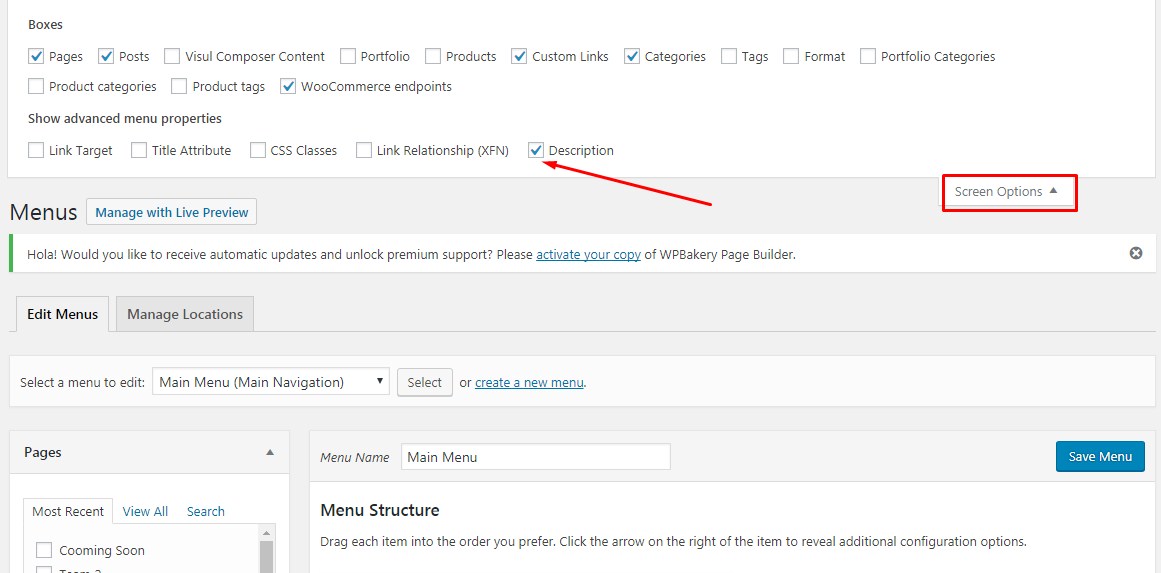 Boxes
Pages Posts Visul Composer Content Portfolio Products Custom Links Categories Tags Format Portfolio Categories
Product categories Product tags WooCommerce endpoints
Show advanced menu properties
Link Target Title Attribute CSS Classes Link Relationship (XFN) Description
Screen Options
Menus Manage with Live Preview
Hola! Would you like to receive automatic updates and unlock premium support? Please activate your copy of WPBakery Page Builder.
Edit Menus Manage Locations
Select a menu to edit: Main Menu (Main Navigation) Select or create a new menu.
Pages
Menu Name Main Menu Save Menu
Most Recent View All Search
Menu Structure
Drag each item into the order you prefer. Click the arrow on the right of the item to reveal additional configuration options.
Cooming Soon